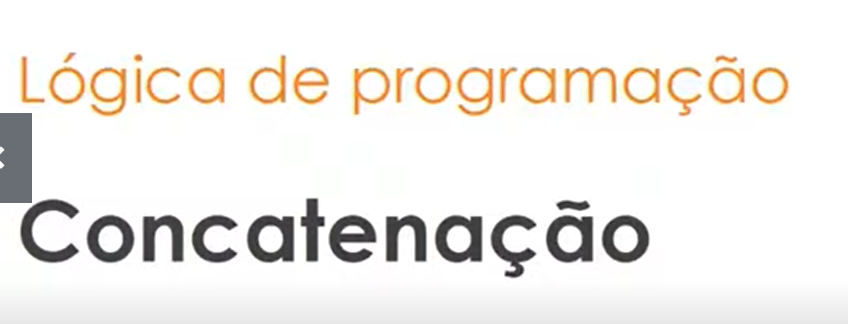 Lógica de programação
Concatenação